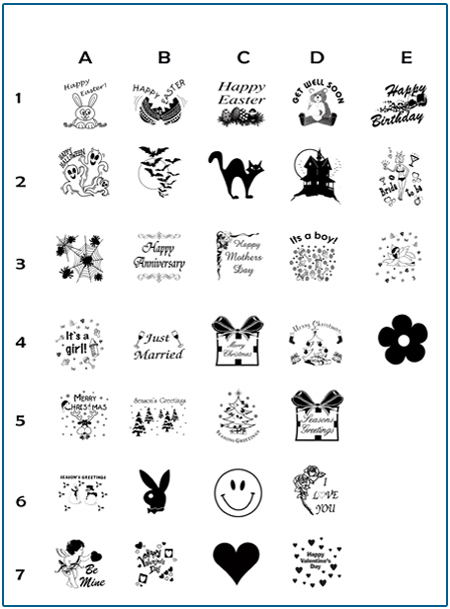 A B C D E
1
Happy
Easter!
HAPPY EASTER
Happy
Easter
GET WELL SOON
Happy
Birthday
2
HAPPY
HALLOWEEN
Bride
to be
3
Happy
Anniversary
Happy
Mothers
Day
Its a boy!
4
It's a
girl!
Just
Married
Merry
Christmas
Merry Christmas
5
MERRY
CHRISTMAS
Season's Greetings
SEASONS GREETINGS
Seasons
Greetings
6
SEASON'S GREETINGS
I
LOVE
YOU
7
Be
Mine
Happy
Valentine's
Day
Happy
Valentine's
Day